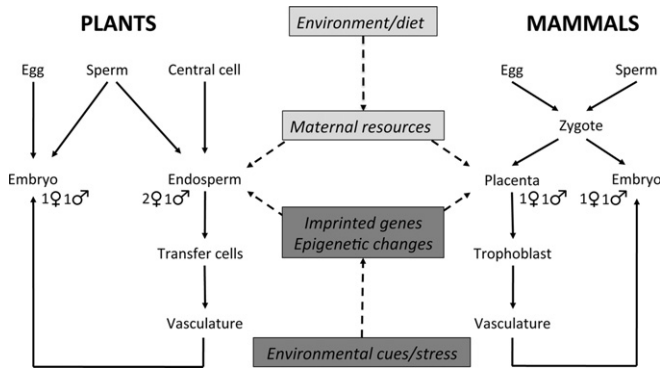 PLANTS
Environment/diet
MAMMALS
Egg
Sperm
Central cell
Egg
Sperm
Maternal resources
Zygote
Embryo
1♀1♂
Endosperm
2♀1♂
Placenta
1♀1♂
Embryo
1♀1♂
Imprinted genes
Epigenetic changes
Transfer cells
Trophoblast
Vasculature
Vasculature
Environmental cues/stress